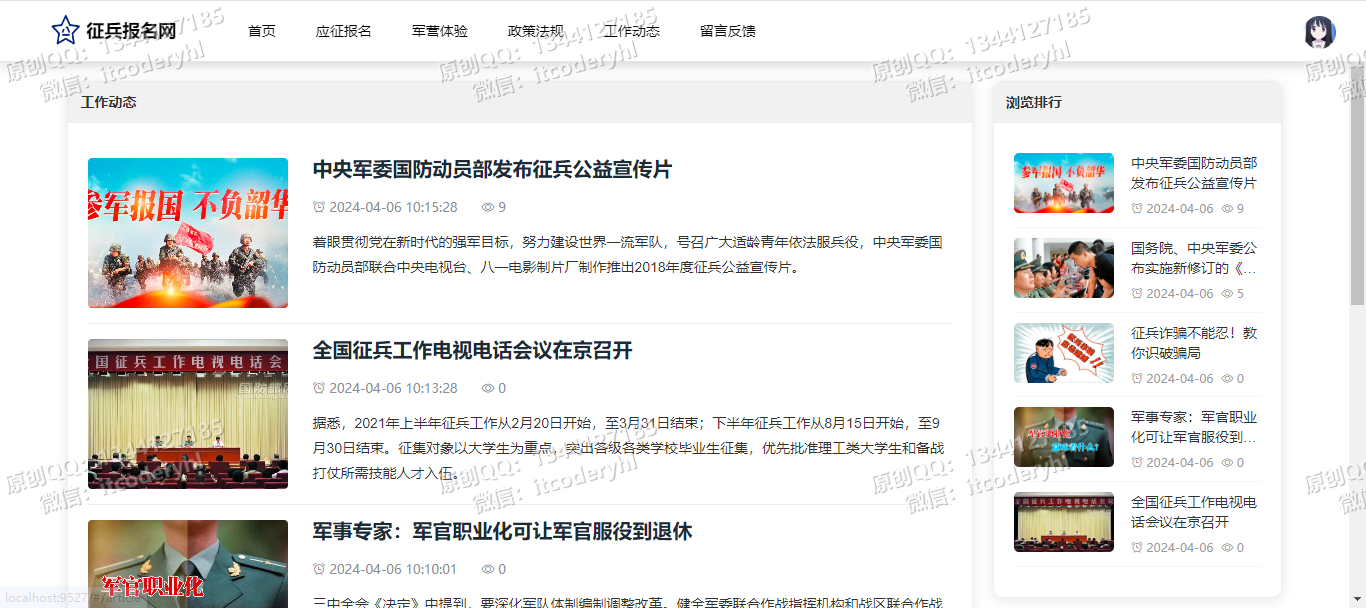 征兵报名网
首页
应征报名
军营体验
政策法规
工作动态
留言反馈
原创QQ：1344127185
微信：itcoderyhl
工作动态
参军报国 不负韶华
中央军委国防动员部发布征兵公益宣传片
2024-04-06 10:15:28 9
着眼贯彻党在新时代的强军目标，努力建设世界一流军队，号召广大适龄青年依法服兵役，中央军委国
防动员部联合中央电视台、八一电影制片厂制作推出2018年度征兵公益宣传片。
国征兵工作电视电话会
全国征兵工作电视电话会议在京召开
2024-04-06 10:13:28 0
据悉，2021年上半年征兵工作从2月20日开始，至3月31日结束；下半年征兵工作从8月15日开始，至9
月30日结束。征集对象以大学生为重点，突出各级各类学校毕业生征集，优先批准理工类大学生和备战
打仗所需技能人才入伍。
军官职业化
军事专家：军官职业化可让军官服役到退休
2024-04-06 10:10:01 0
三中全会《决定》中提到，要深化军队体制编制调整改革。健全军委联合作战指挥机构和战区联合作战
浏览排行
参军报国 不负韶华
中央军委国防动员部
发布征兵公益宣传片
2024-04-06 9
国务院、中央军委公
布实施新修订的《...
2024-04-06 5
征兵诈骗不能忍！教
你识破骗局
2024-04-06 0
军事专家：军官职业
化可让军官服役到...
2024-04-06 0
全国征兵工作电视电
话会议在京召开
2024-04-06 0
localhost:9527/#/article